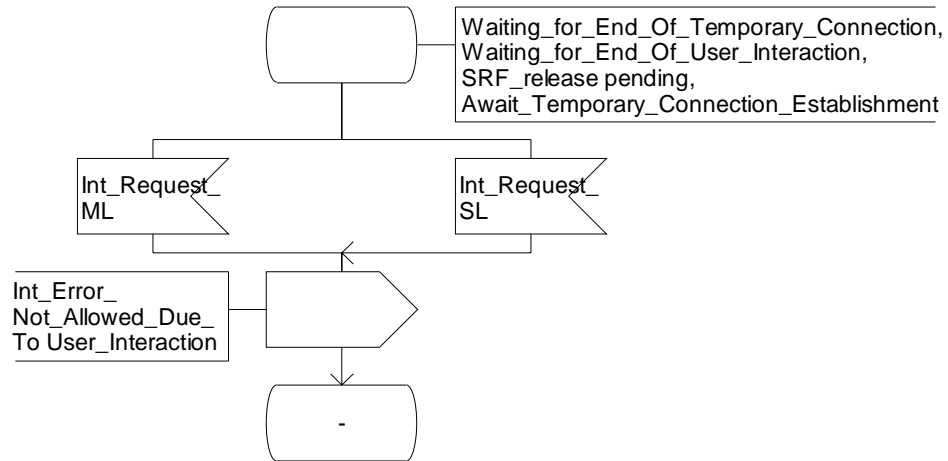 Waiting_for_End_Of_Temporary_Connection,
Waiting_for_End_Of_User_Interaction,
SRF_release pending,
Await_Temporary_Connection_Establishment
Int_Request_
ML
Int_Request_
SL
Int_Error_
Not_Allowed_Due_
To User_Interaction
-